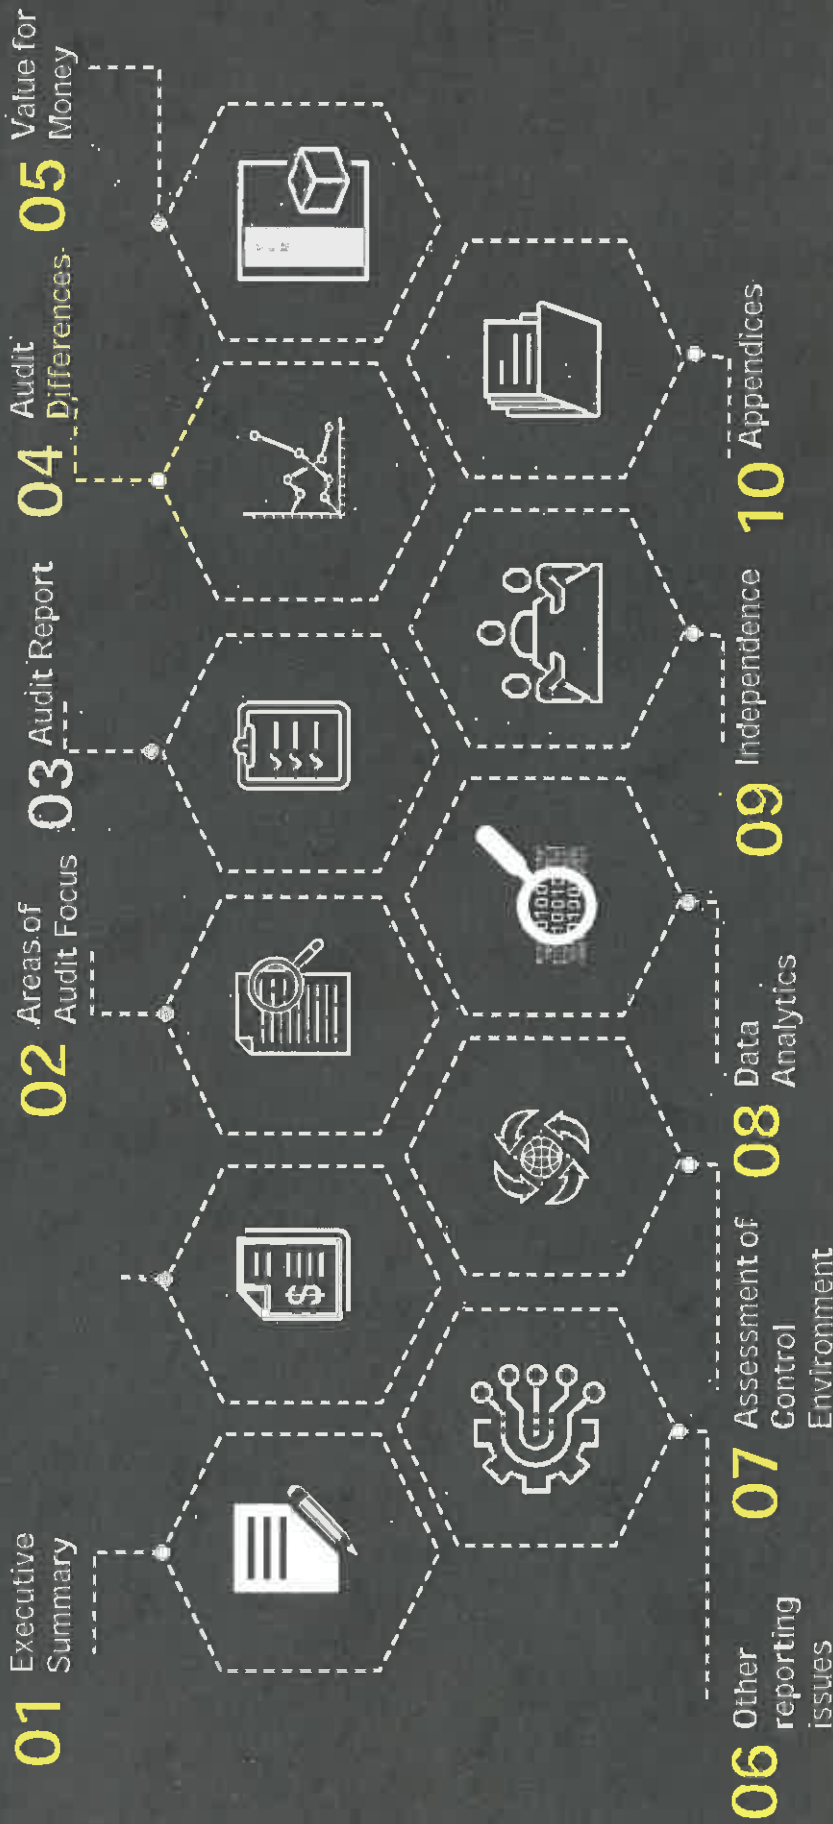 01 Executive
Summary
02 Areas of
Audit Focus
03 Audit Report
04 Audit
Differences
05 Value for
Money
06 Other
reporting
issues
07 Assessment of
Control
Environment
08 Data
Analytics
09 Independence
10 Appendices